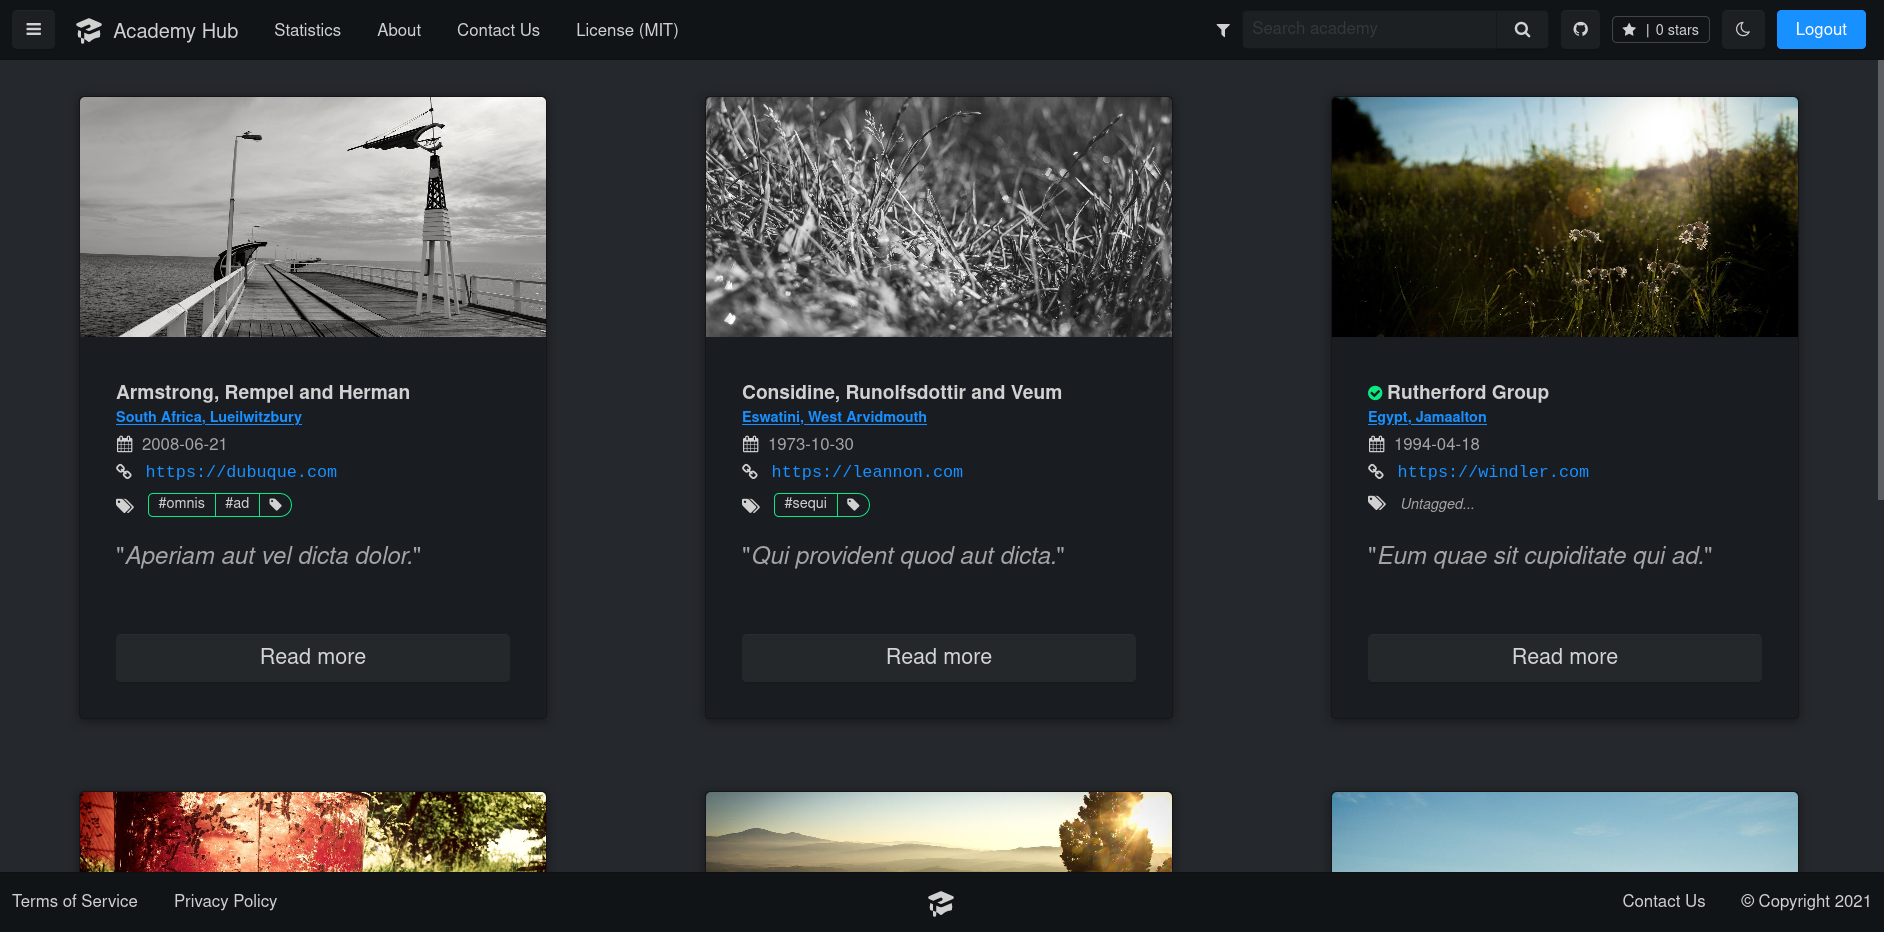 Academy Hub Statistics About Contact Us License (MIT) Search academy | 0 stars Logout
Armstrong, Rempel and Herman
South Africa, Lueilwitzbury
2008-06-21
https://dubuque.com
#omnis #ad
"Aperiam aut vel dicta dolor."
Read more
Considine, Runolfsdottir and Veum
Eswatini, West Arvidmouth
1973-10-30
https://leannon.com
#sequi
"Qui provident quod aut dicta."
Read more
Rutherford Group
Egypt, Jamaalton
1994-04-18
https://windler.com
Untagged...
"Eum quae sit cupiditate qui ad."
Read more
Terms of Service Privacy Policy Contact Us © Copyright 2021